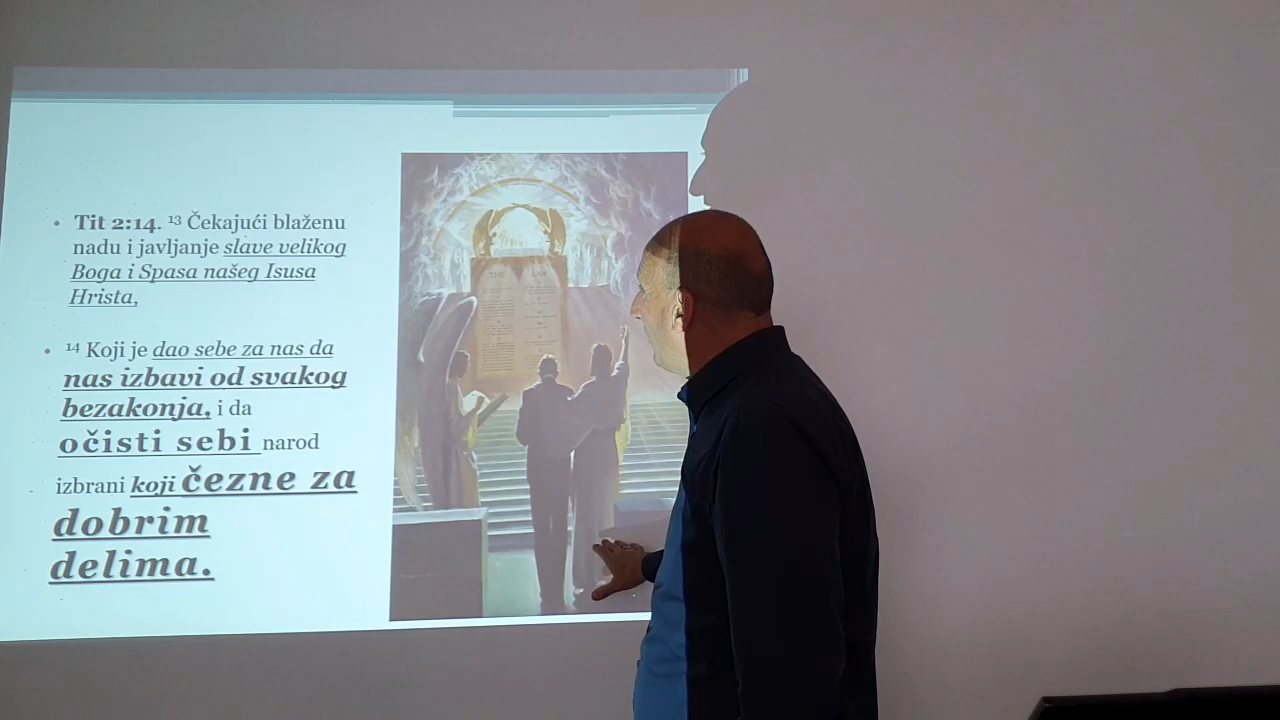 • Tit 2:14. ¹³ Čekajući blaženu
nadu i javljanje slave velikog
Boga i Spasa našeg Isusa
Hrista,
• ¹⁴ Koji je dao sebe za nas da
nas izbavi od svakog
bezakonja, i da
očisti sebi narod
izbrani koji čezne za
dobrim
delima.
THE LAW